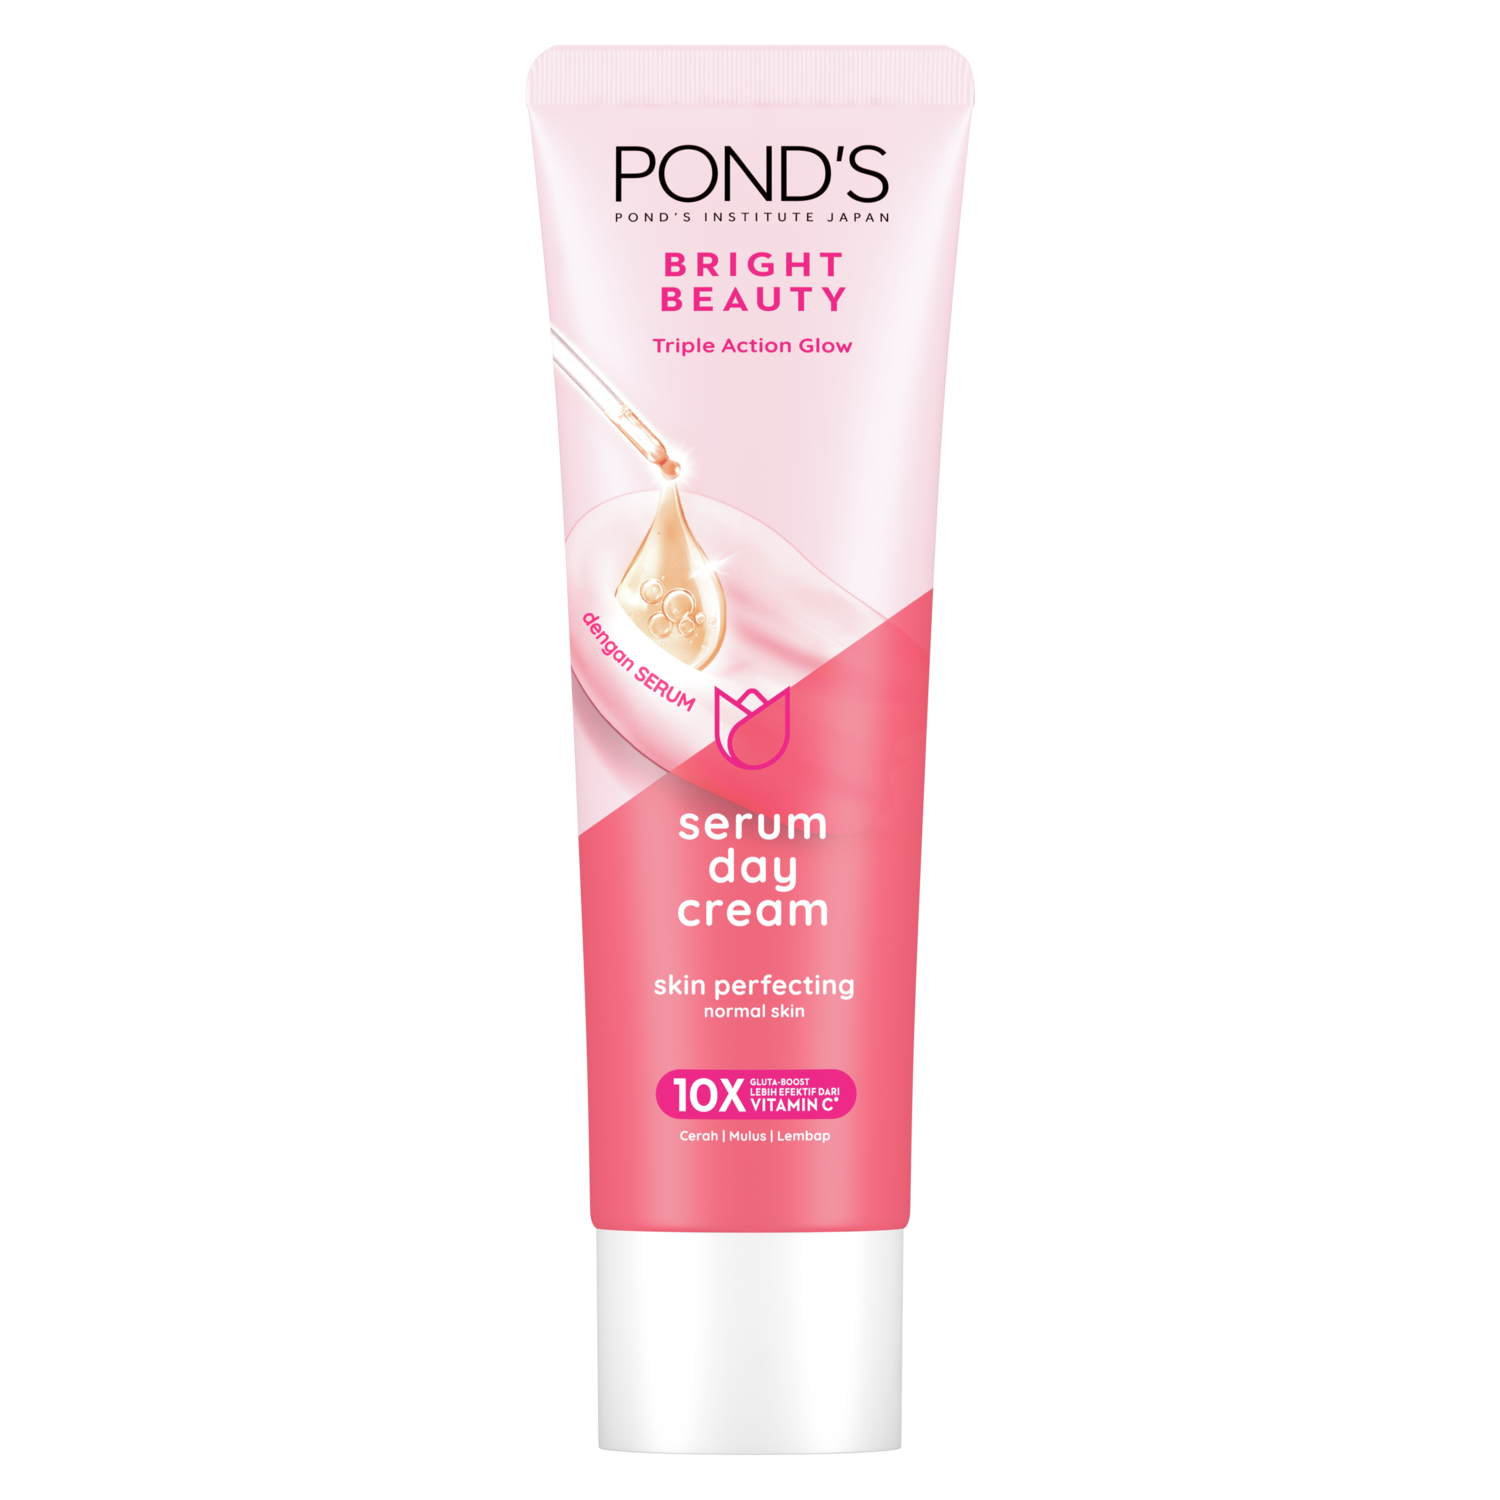 POND'S
POND'S INSTITUTE JAPAN
BRIGHT
BEAUTY
Triple Action Glow
dengan SERUM
serum
day
cream
skin perfecting
normal skin
10X
GLUTA-BOOST
LEBIH EFEKTIF DARI
VITAMIN C*
Cerah | Mulus | Lembap